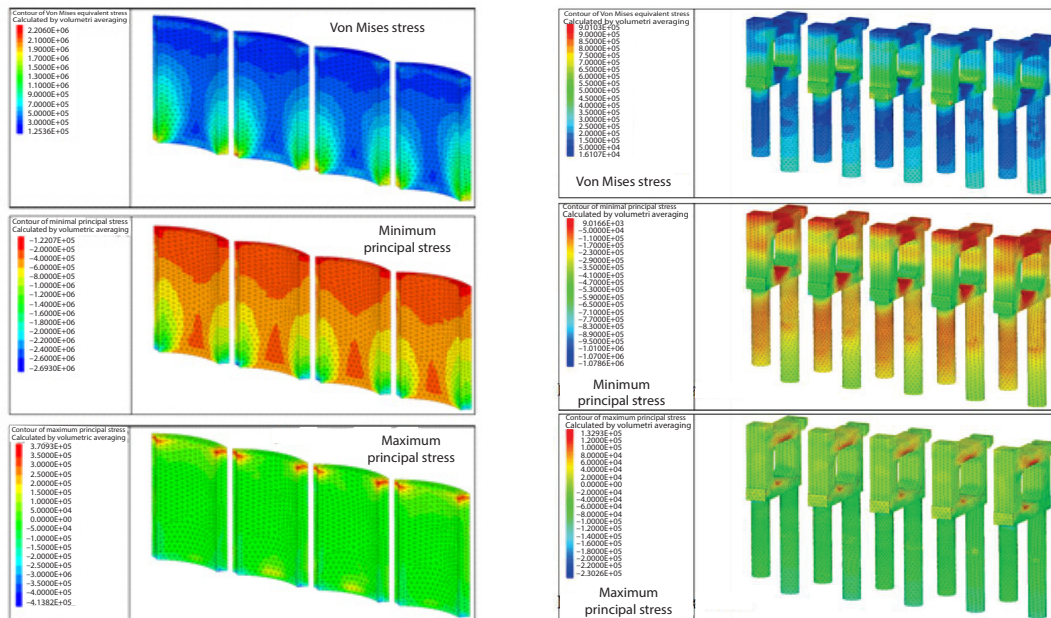 Contour of Von Mises equivalent stress
Calculated by volumetri averaging
2.2060E+06
2.1000E+06
1.9000E+06
1.7000E+06
1.5000E+06
1.3000E+06
1.1000E+06
9.0000E+05
7.0000E+05
5.0000E+05
3.0000E+05
1.2536E+05
Von Mises stress
Contour of minimal principal stress
Calculated by volumetric averaging
–1.2207E+05
–2.0000E+05
–4.0000E+05
–6.0000E+05
–8.0000E+05
–1.0000E+06
–1.2000E+06
–1.4000E+06
–1.6000E+06
–1.8000E+06
–2.0000E+06
–2.2000E+06
–2.4000E+06
–2.6000E+06
–2.6930E+06
Minimum
principal stress
Contour of maximum principal stress
Calculated by volumetric averaging
3.7093E+05
3.5000E+05
3.0000E+05
2.5000E+05
2.0000E+05
1.5000E+05
1.0000E+05
5.0000E+04
0.0000E+00
–5.0000E+04
–1.0000E+05
–1.5000E+05
–2.0000E+05
–2.5000E+05
–3.0000E+05
–3.5000E+05
–4.0000E+05
–4.1382E+05
Maximum
principal stress
Contour of Von Mises equivalent stress
Calculated by volumetri averaging
9.0103E+05
9.0000E+05
8.5000E+05
8.0000E+05
7.5000E+05
7.0000E+05
6.5000E+05
6.0000E+05
5.5000E+05
5.0000E+05
4.5000E+05
4.0000E+05
3.5000E+05
3.0000E+05
2.5000E+05
2.0000E+05
1.5000E+05
1.0000E+05
5.0000E+04
1.6107E+04
Von Mises stress
Contour of minimal principal stress
Calculated by volumetri averaging
9.0166E+03
–5.0000E+04
–1.1000E+05
–1.7000E+05
–2.3000E+05
–2.9000E+05
–3.5000E+05
–4.1000E+05
–4.7000E+05
–5.3000E+05
–5.9000E+05
–6.5000E+05
–7.1000E+05
–7.7000E+05
–8.3000E+05
–8.9000E+05
–9.5000E+05
–1.0100E+06
–1.0700E+06
–1.0786E+06
Minimum
principal stress
Contour of maximum principal stress
Calculated by volumetri averaging
1.3293E+05
1.2000E+05
1.0000E+05
8.0000E+04
6.0000E+04
4.0000E+04
2.0000E+04
0.0000E+00
–2.0000E+04
–4.0000E+04
–6.0000E+04
–8.0000E+04
–1.0000E+05
–1.2000E+05
–1.4000E+05
–1.6000E+05
–1.8000E+05
–2.0000E+05
–2.2000E+05
–2.3026E+05
Maximum
principal stress